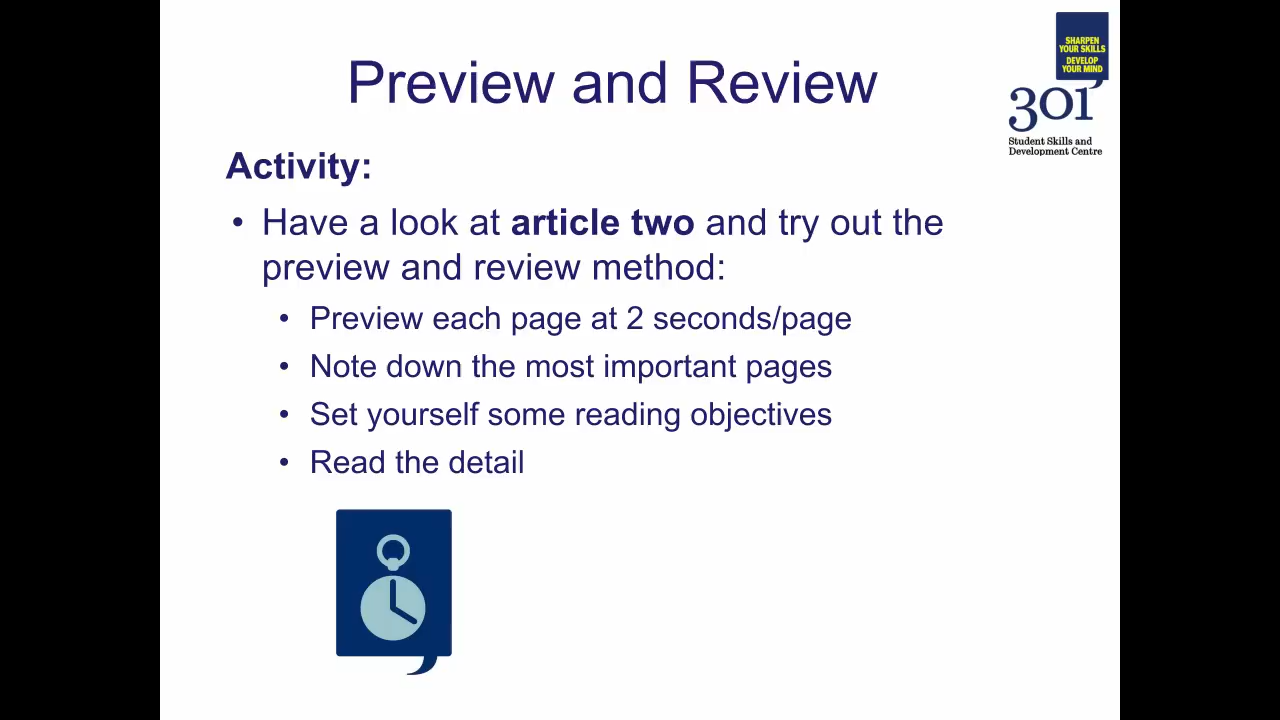 SHARPEN
YOUR SKILLS
DEVELOP
YOUR MIND
301
Student Skills and
Development Centre
Preview and Review
Activity:
• Have a look at article two and try out the
preview and review method:
• Preview each page at 2 seconds/page
• Note down the most important pages
• Set yourself some reading objectives
• Read the detail